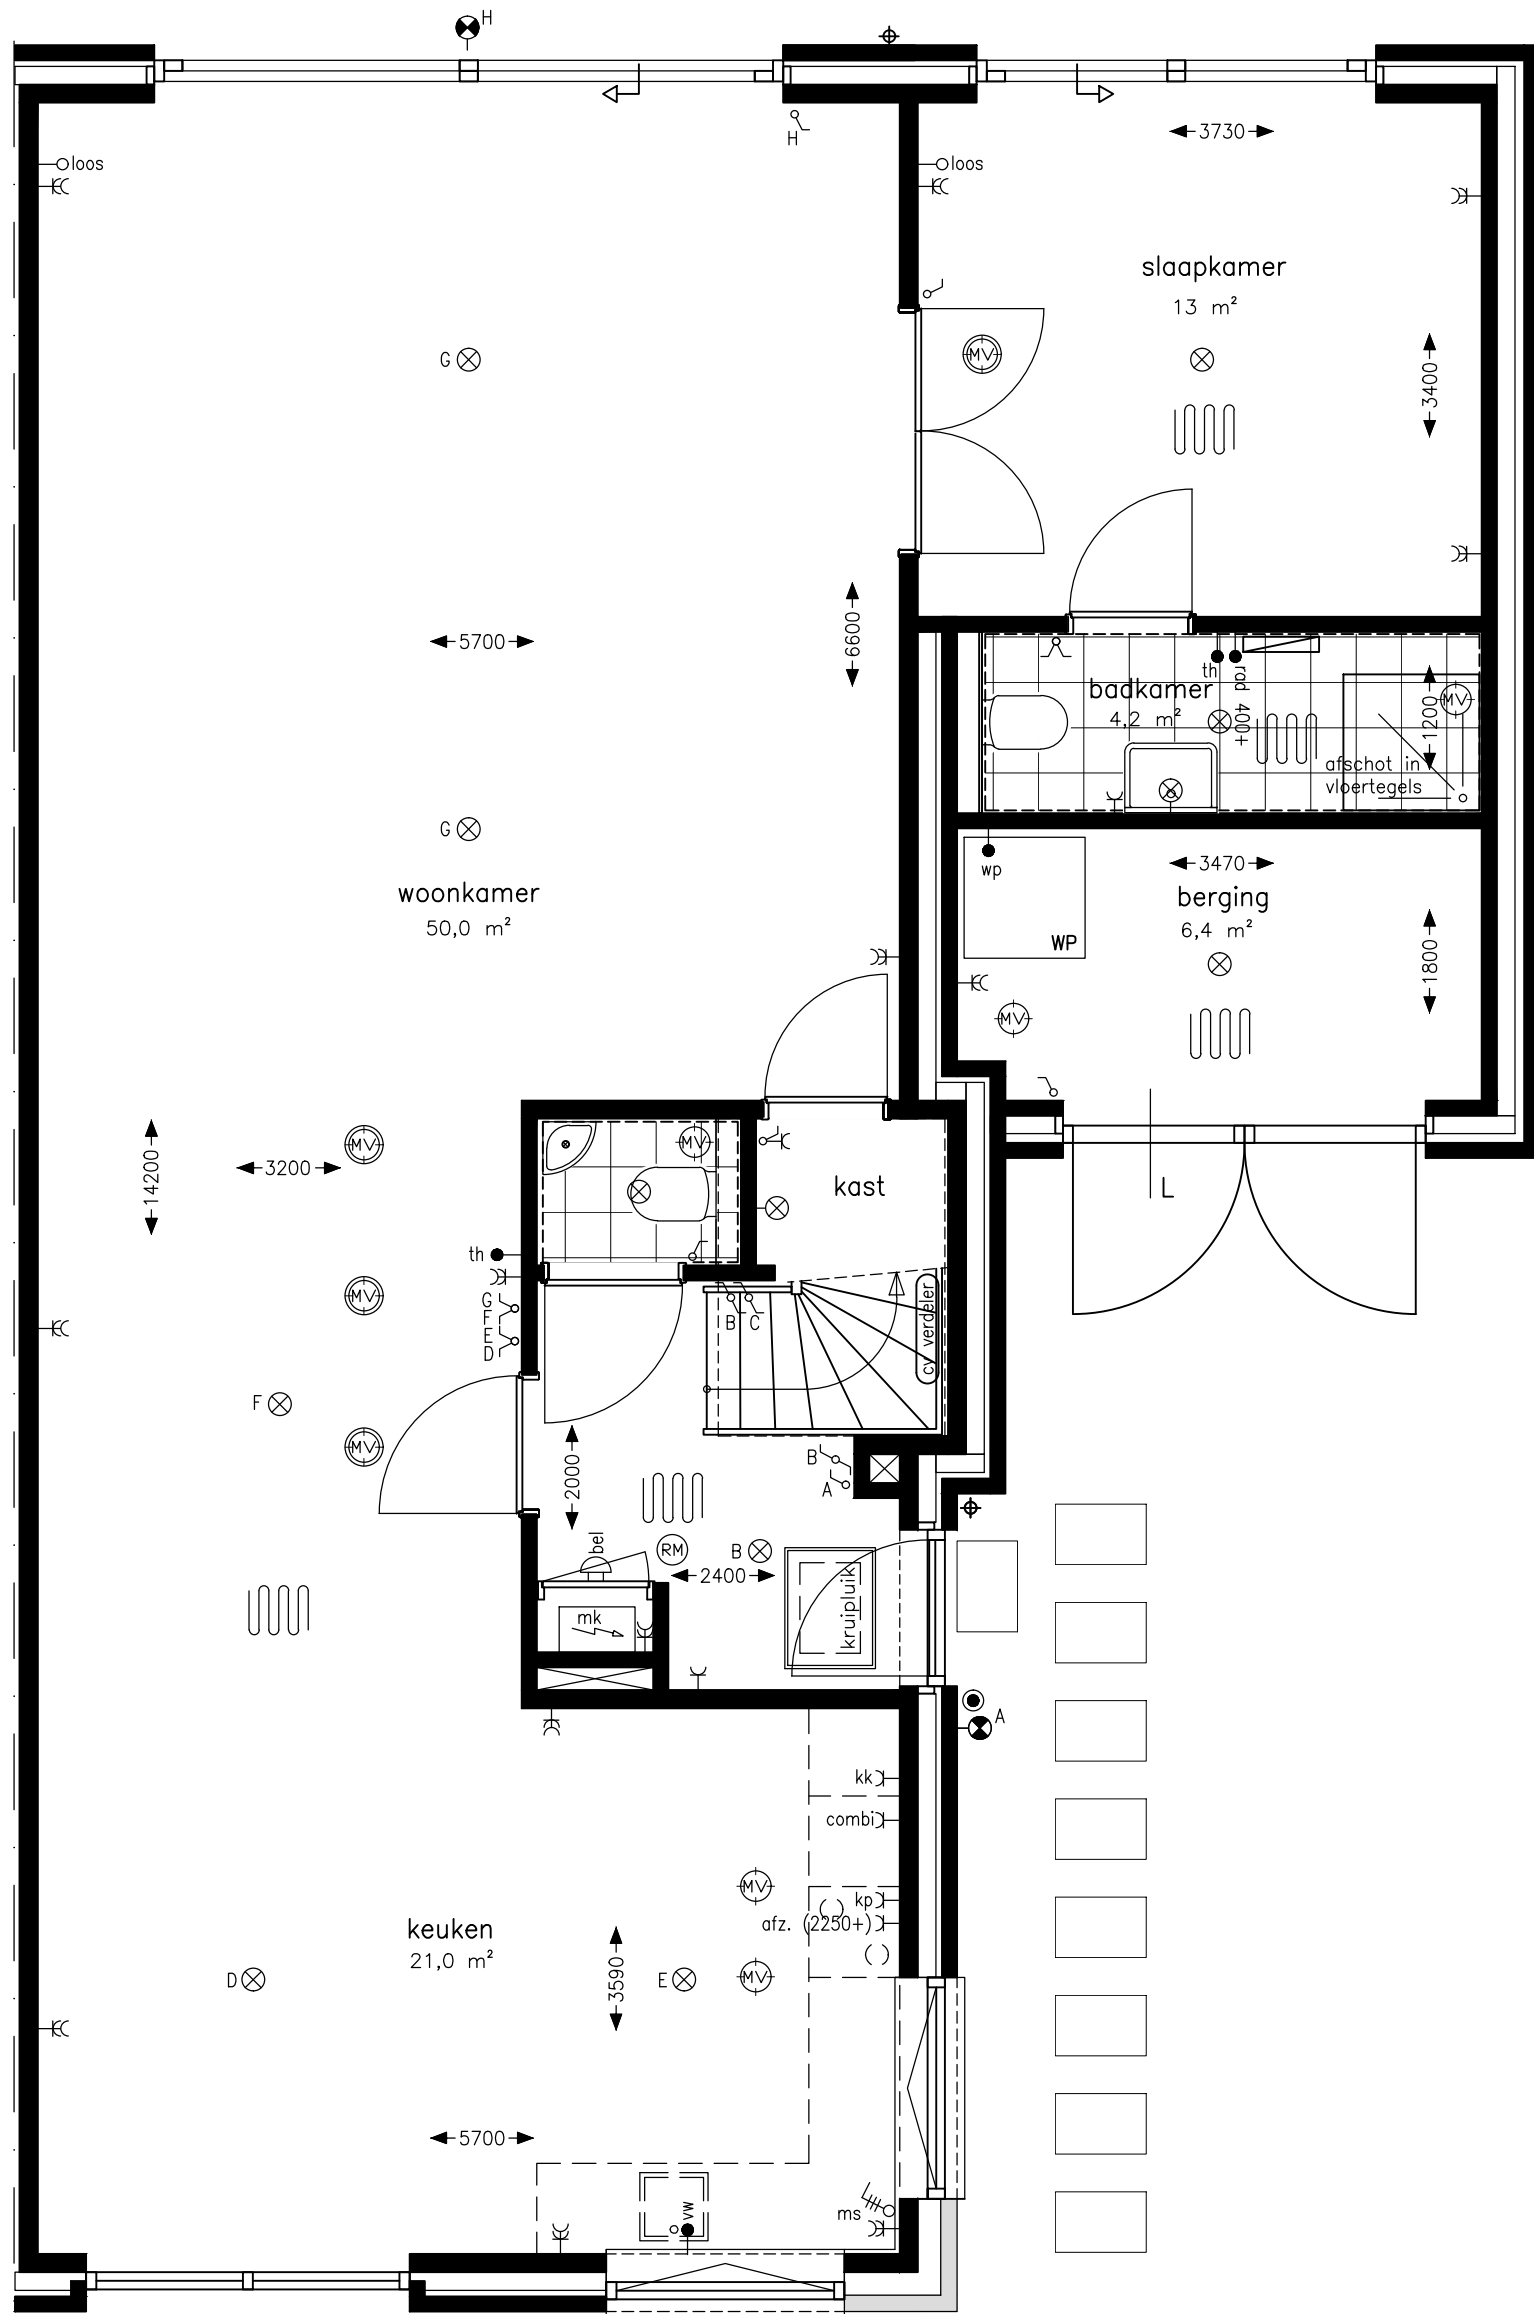 H
H
loos
loos
3730
slaapkamer
13 m²
G
MV
3400
5700
6600
th
rad 400+
badkamer
4,2 m²
MV
1200
afschot in
vloertegels
G
woonkamer
50,0 m²
wp
WP
3470
berging
6,4 m²
1800
MV
L
14200
3200
MV
MV
kast
th
MV
G
F
E
D
B
C
cv verdeler
F
MV
2000
B
A
bel
RM
B
2400
mk
kruipluik
A
kk
combi
MV
kp
afz. (2250+)
keuken
21,0 m²
D
3590
E
MV
5700
vw
ms